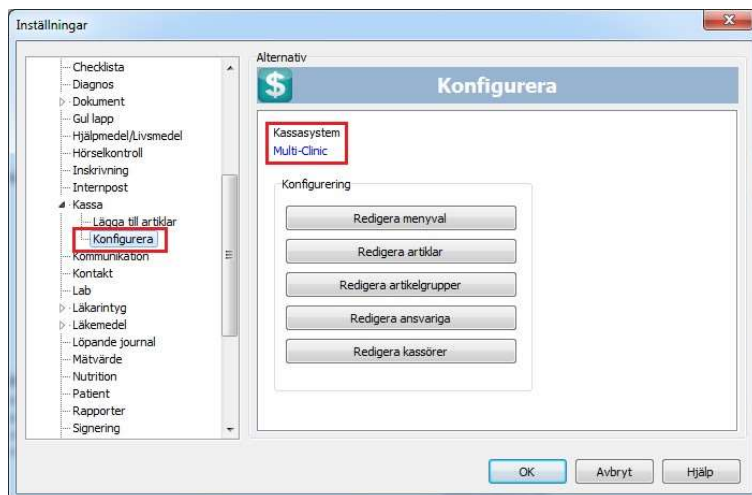 Inställningar
Checklista
Diagnos
Dokument
Gul lapp
Hjälpmedel/Livsmedel
Hörselkontroll
Inskrivning
Internpost
Kassa
Lägga till artiklar
Konfigurera
Kommunikation
Kontakt
Lab
Läkarintyg
Läkemedel
Löpande journal
Mätvärde
Nutrition
Patient
Rapporter
Signering
Alternativ
Konfigurera
Kassasystem
Multi-Clinic
Konfigurering
Redigera menyval
Redigera artiklar
Redigera artikelgrupper
Redigera ansvariga
Redigera kassörer
OK Avbryt Hjälp